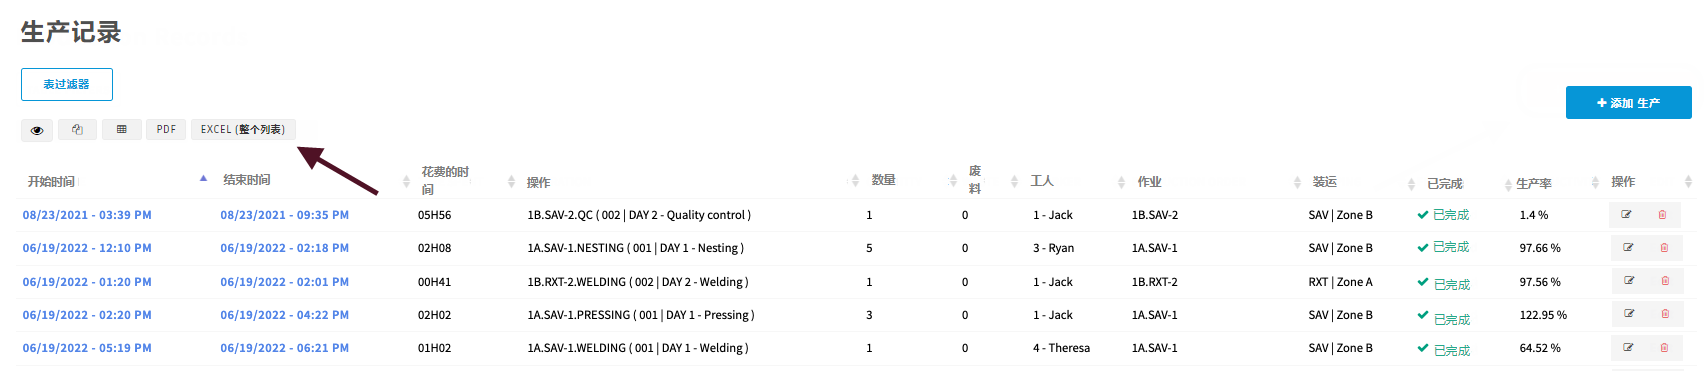 生产记录
表过滤器
+ 添加 生产
PDF EXCEL (整个列表)
开始时间 结束时间 花费的时间 操作 数量 废料 工人 作业 装运 已完成 生产率 操作
08/23/2021 - 03:39 PM 08/23/2021 - 09:35 PM 05H56 1B.SAV-2.QC ( 002 | DAY 2 - Quality control ) 1 0 1 - Jack 1B.SAV-2 SAV | Zone B 已完成 1.4 %
06/19/2022 - 12:10 PM 06/19/2022 - 02:18 PM 02H08 1A.SAV-1.NESTING ( 001 | DAY 1 - Nesting ) 5 0 3 - Ryan 1A.SAV-1 SAV | Zone B 已完成 97.66 %
06/19/2022 - 01:20 PM 06/19/2022 - 02:01 PM 00H41 1B.RXT-2.WELDING ( 002 | DAY 2 - Welding ) 1 0 1 - Jack 1B.RXT-2 RXT | Zone A 已完成 97.56 %
06/19/2022 - 02:20 PM 06/19/2022 - 04:22 PM 02H02 1A.SAV-1.PRESSING ( 001 | DAY 1 - Pressing ) 3 0 1 - Jack 1A.SAV-1 SAV | Zone B 已完成 122.95 %
06/19/2022 - 05:19 PM 06/19/2022 - 06:21 PM 01H02 1A.SAV-1.WELDING ( 001 | DAY 1 - Welding ) 1 0 4 - Theresa 1A.SAV-1 SAV | Zone B 已完成 64.52 %